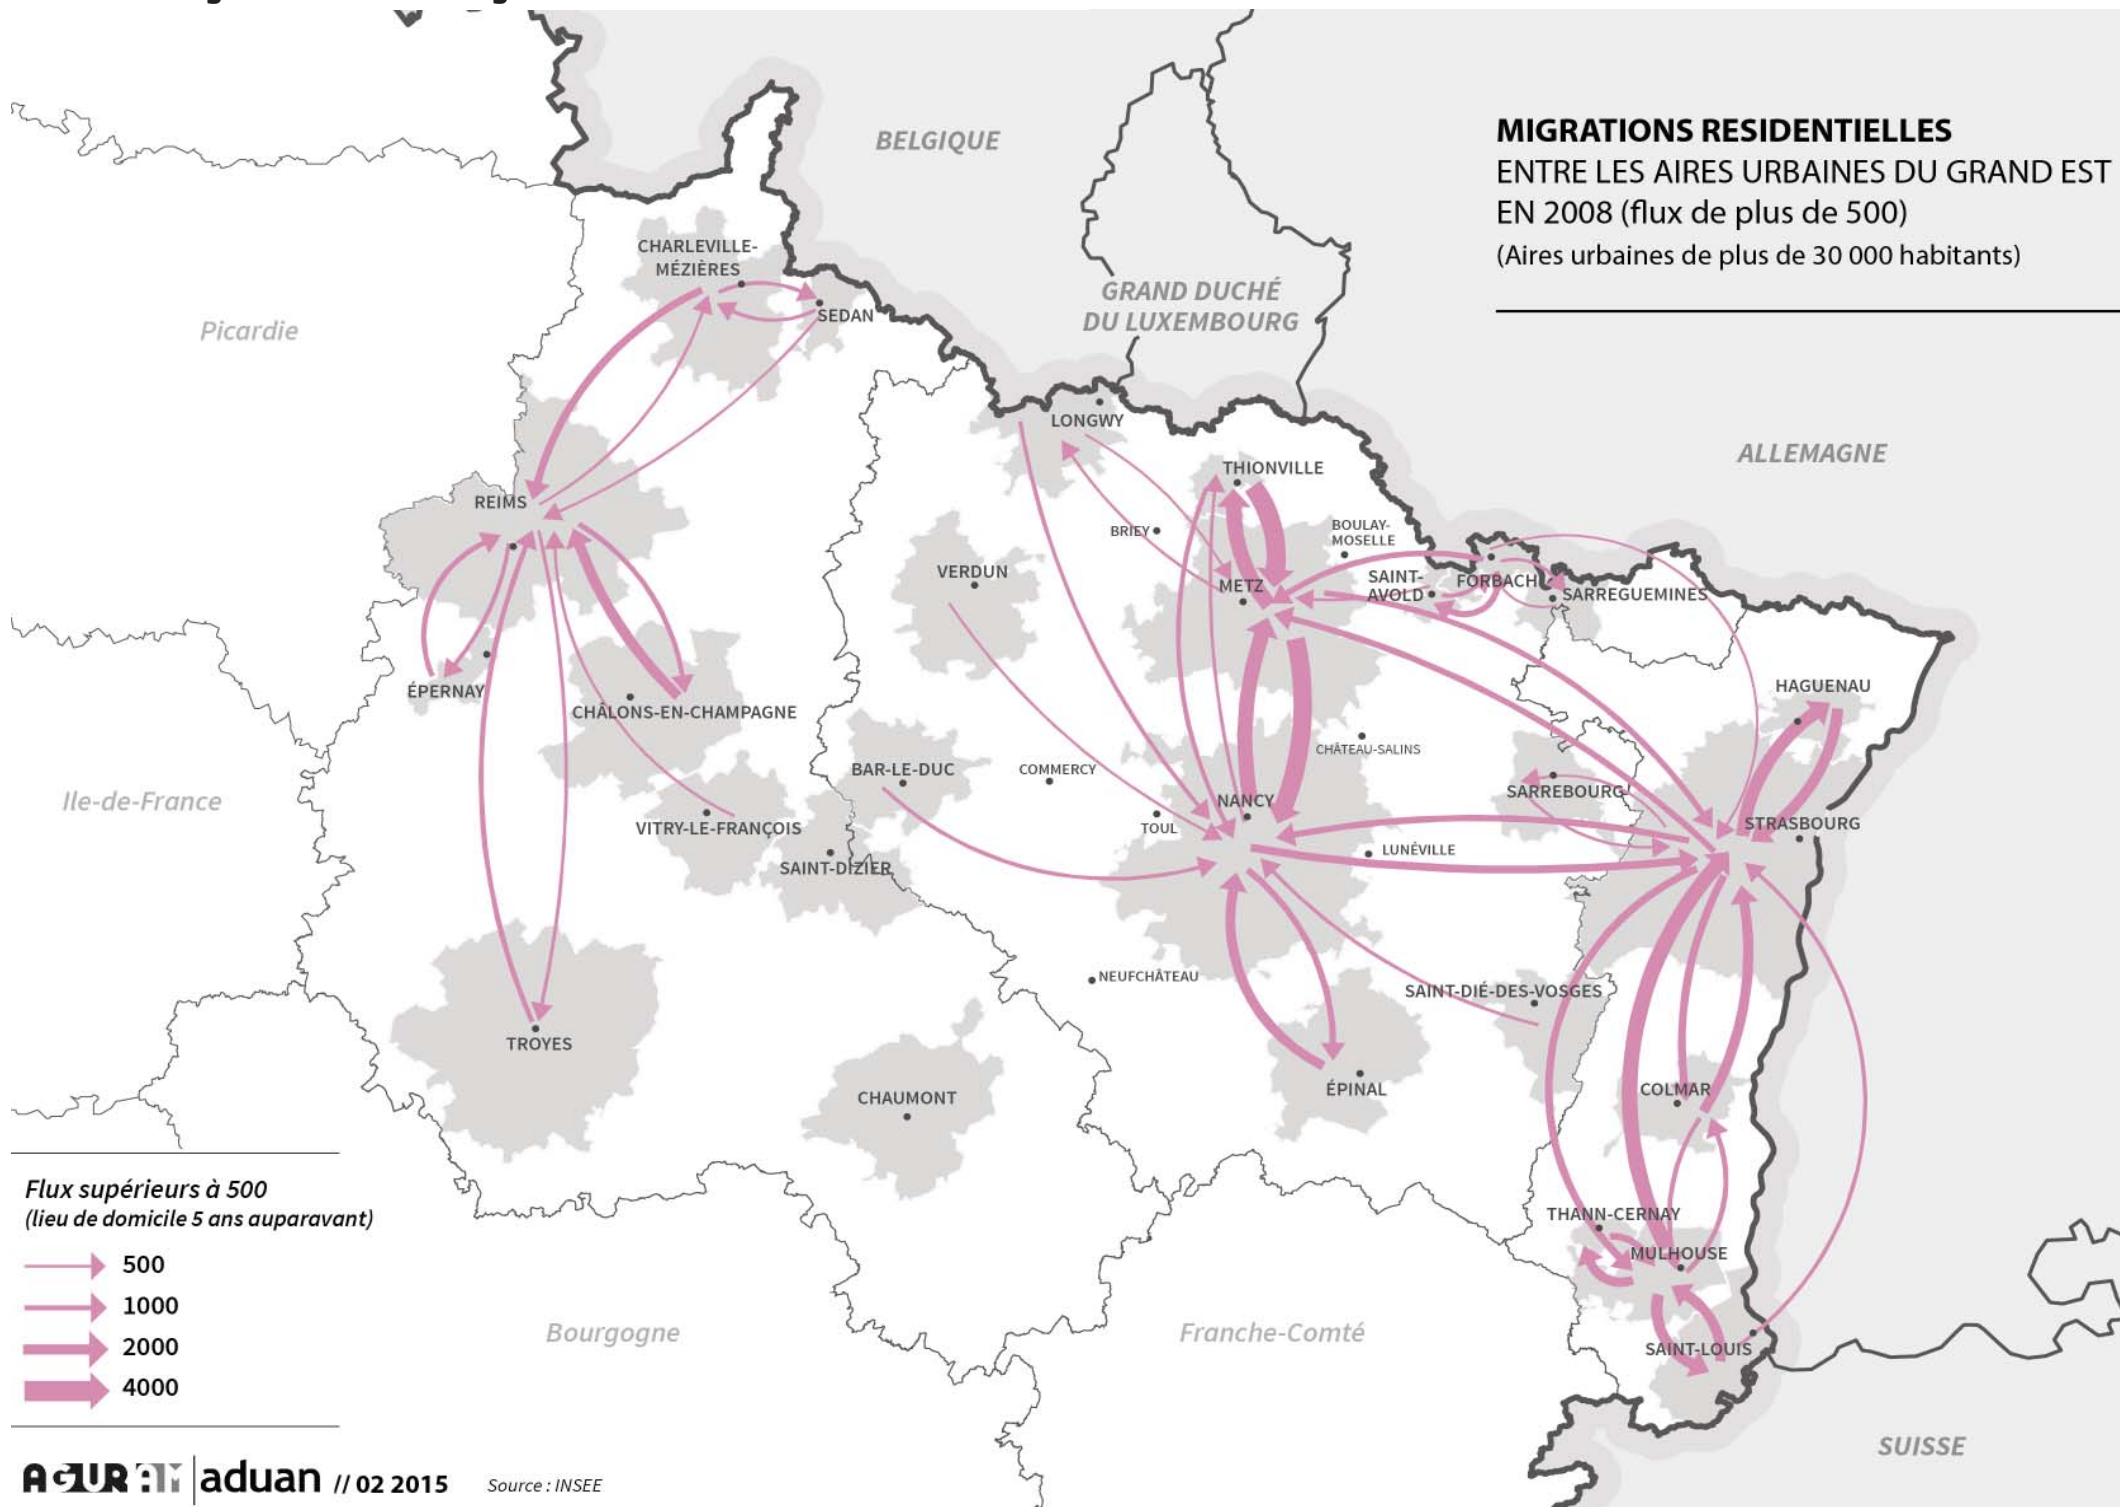 MIGRATIONS RESIDENTIELLES
ENTRE LES AIRES URBAINES DU GRAND EST
EN 2008 (flux de plus de 500)
(Aires urbaines de plus de 30 000 habitants)
BELGIQUE
GRAND DUCHÉ
DU LUXEMBOURG
ALLEMAGNE
Picardie
CHARLEVILLE-
MÉZIÈRES
SEDAN
LONGWY
THIONVILLE
REIMS
BRIEY
BOULAY-
MOSELLE
VERDUN
METZ
SAINT-
AVOLD
FORBACH
SARREGUEMINES
ÉPERNAY
CHÂLONS-EN-CHAMPAGNE
HAGUENAU
CHÂTEAU-SALINS
BAR-LE-DUC
COMMERCY
SARREBOURG
Ile-de-France
NANCY
VITRY-LE-FRANÇOIS
TOUL
STRASBOURG
LUNÉVILLE
SAINT-DIZIER
NEUFCHÂTEAU
SAINT-DIÉ-DES-VOSGES
TROYES
CHAUMONT
ÉPINAL
COLMAR
THANN-CERNAY
MULHOUSE
SAINT-LOUIS
Bourgogne
Franche-Comté
SUISSE
Flux supérieurs à 500
(lieu de domicile 5 ans auparavant)
500
1000
2000
4000
AGURAM aduan // 02 2015 Source : INSEE